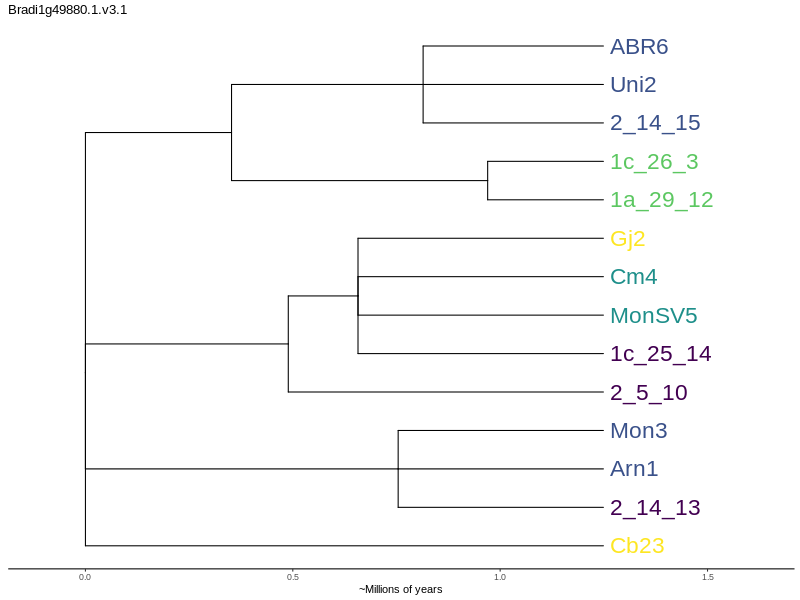 Bradi1g49880.1.v3.1
ABR6
Uni2
2_14_15
1c_26_3
1a_29_12
Gj2
Cm4
MonSV5
1c_25_14
2_5_10
Mon3
Arn1
2_14_13
Cb23
0.0 0.5 1.0 1.5
~Millions of years